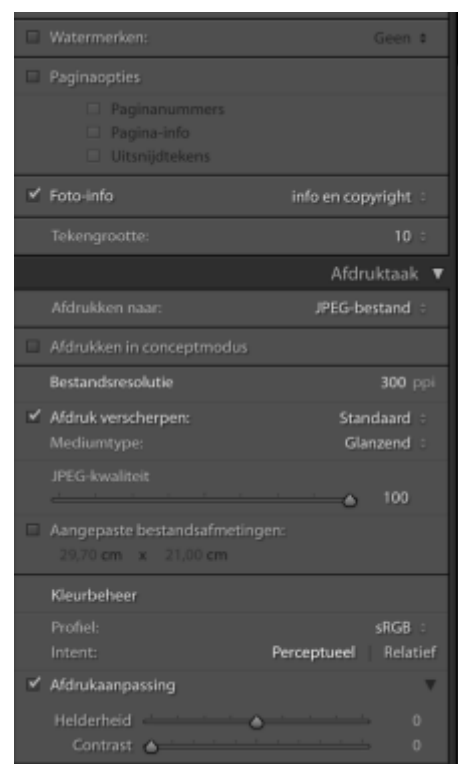 Watermerken: Geen
Paginaopties
Paginanummers
Pagina-info
Uitsnijdtekens
Foto-info info en copyright
Tekengrootte: 10
Afdruktaak
Afdrukken naar: JPEG-bestand
Afdrukken in conceptmodus
Bestandsresolutie 300 ppi
Afdruk verscherpen: Standaard
Mediumtype: Glanzend
JPEG-kwaliteit
100
Aangepaste bestandsafmetingen:
29,70 cm x 21,00 cm
Kleurbeheer
Profiel: sRGB
Intent: Perceptueel Relatief
Afdrukaanpassing
Helderheid 0
Contrast 0